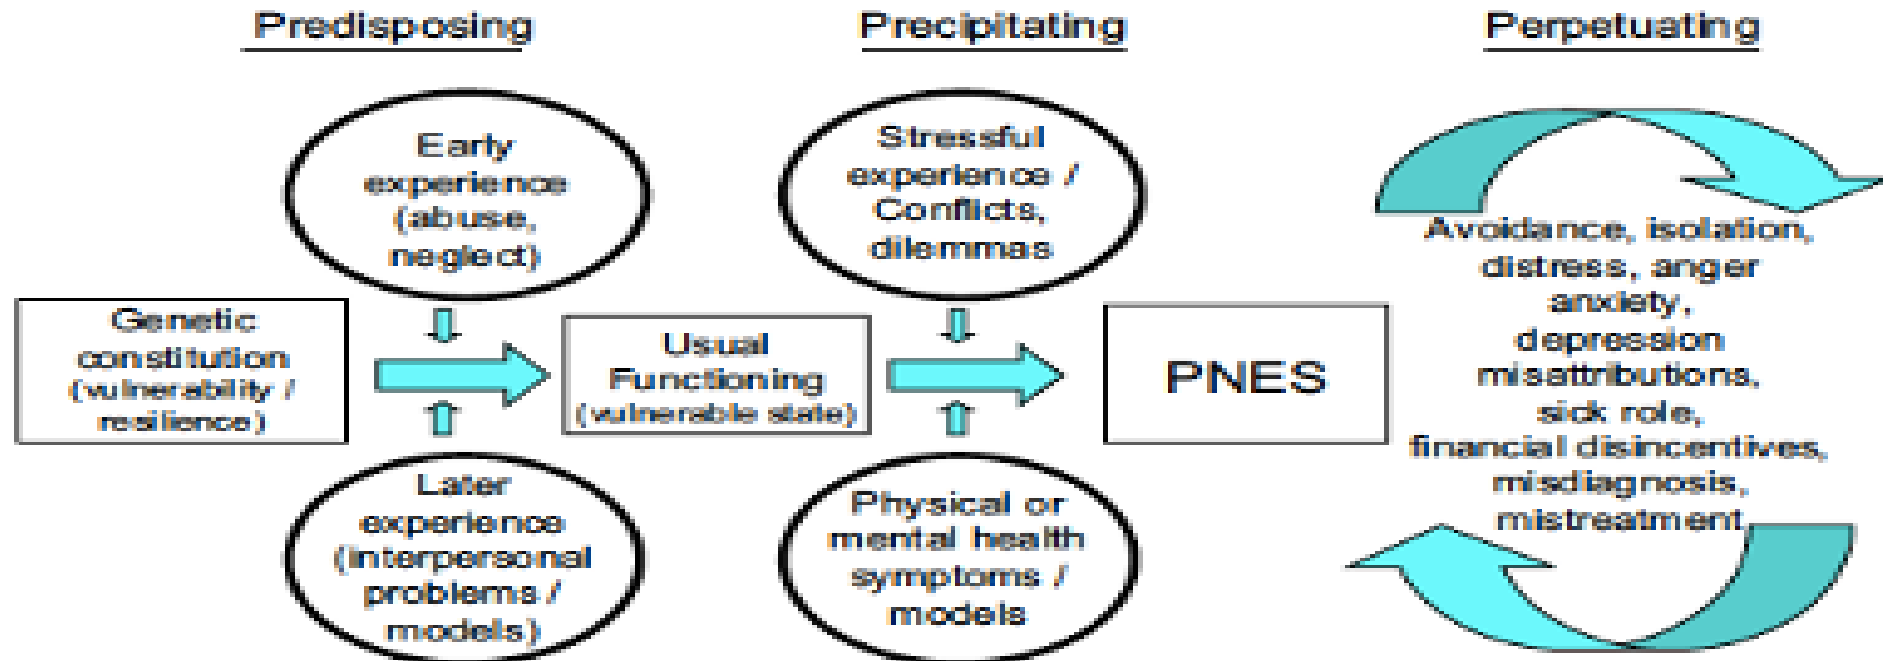 Predisposing
Precipitating
Perpetuating
Early
experience
(abuse,
neglect)
Stressful
experience /
Conflicts,
dilemmas
Genetic
constitution
(vulnerability /
resilience)
Usual
Functioning
(vulnerable state)
PNES
Later
experience
(interpersonal
problems /
models)
Physical or
mental health
symptoms /
models
Avoidance, isolation,
distress, anger
anxiety,
depression
misattributions,
sick role,
financial disincentives,
misdiagnosis,
mistreatment